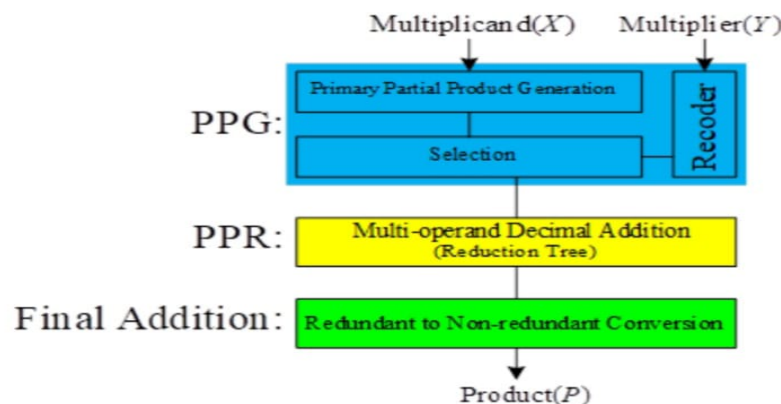 Multiplicand(X) Multiplier(Y)
PPG:
Primary Partial Product Generation
Selection
Recoder
PPR:
Multi-operand Decimal Addition
(Reduction Tree)
Final Addition:
Redundant to Non-redundant Conversion
Product(P)